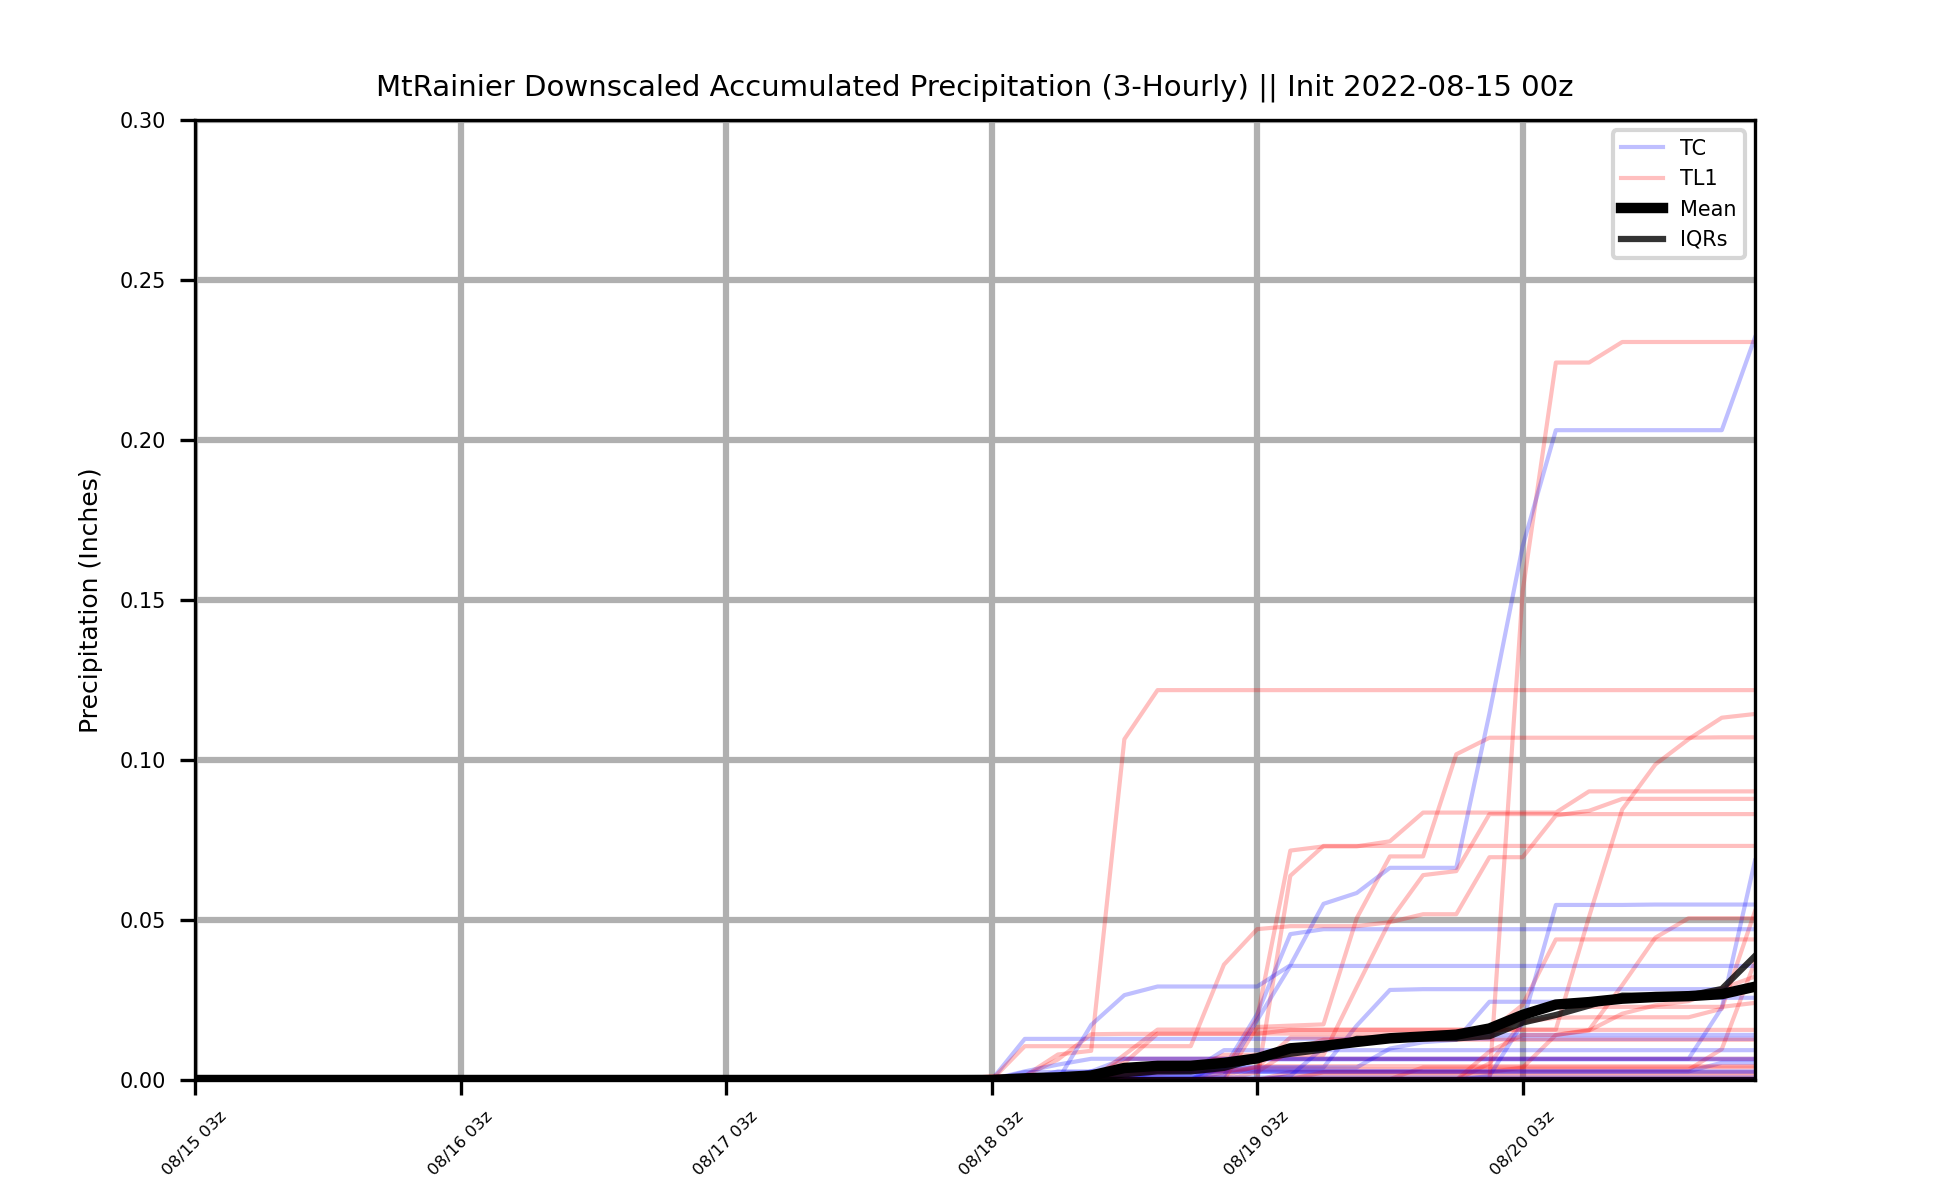 MtRainier Downscaled Accumulated Precipitation (3-Hourly) || Init 2022-08-15 00z
0.30
0.25
0.20
0.15
0.10
0.05
0.00
Precipitation (Inches)
TC
TL1
Mean
IQRs
08/15 03z
08/16 03z
08/17 03z
08/18 03z
08/19 03z
08/20 03z